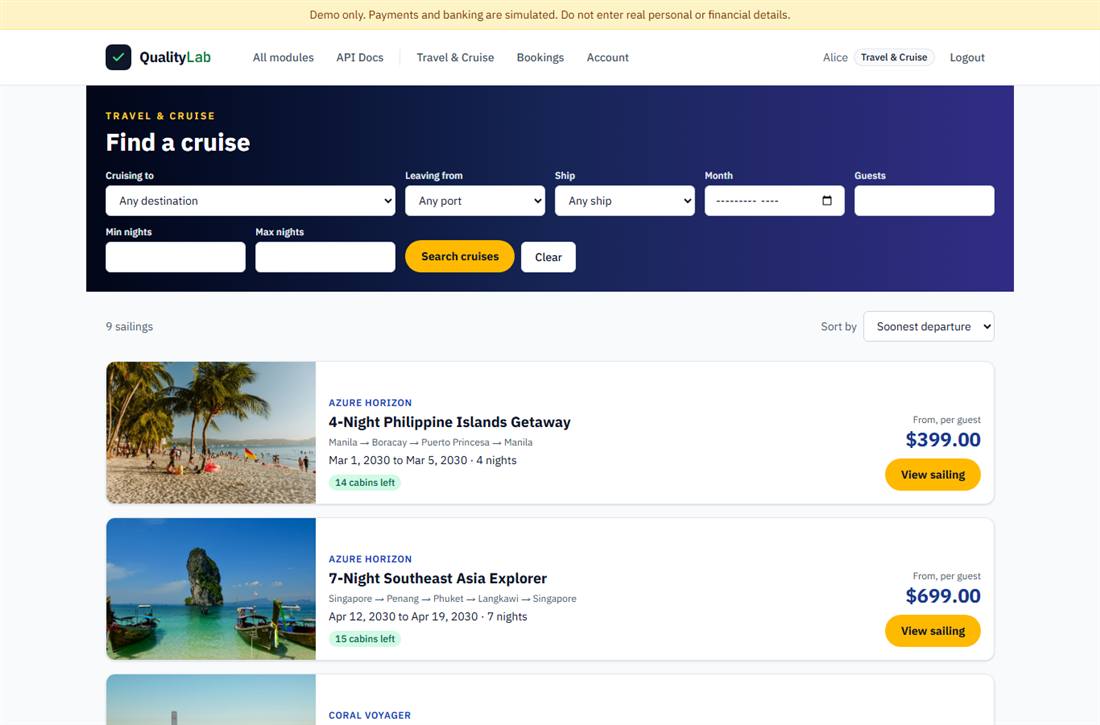 Demo only. Payments and banking are simulated. Do not enter real personal or financial details.
QualityLab
All modules
API Docs
Travel & Cruise
Bookings
Account
Alice
Travel & Cruise
Logout
TRAVEL & CRUISE
Find a cruise
Cruising to
Leaving from
Ship
Month
Guests
Any destination
Any port
Any ship
--------- ----
Min nights
Max nights
Search cruises
Clear
9 sailings
Sort by
Soonest departure
AZURE HORIZON
4-Night Philippine Islands Getaway
Manila → Boracay → Puerto Princesa → Manila
Mar 1, 2030 to Mar 5, 2030 · 4 nights
14 cabins left
From, per guest
$399.00
View sailing
AZURE HORIZON
7-Night Southeast Asia Explorer
Singapore → Penang → Phuket → Langkawi → Singapore
Apr 12, 2030 to Apr 19, 2030 · 7 nights
15 cabins left
From, per guest
$699.00
View sailing
CORAL VOYAGER